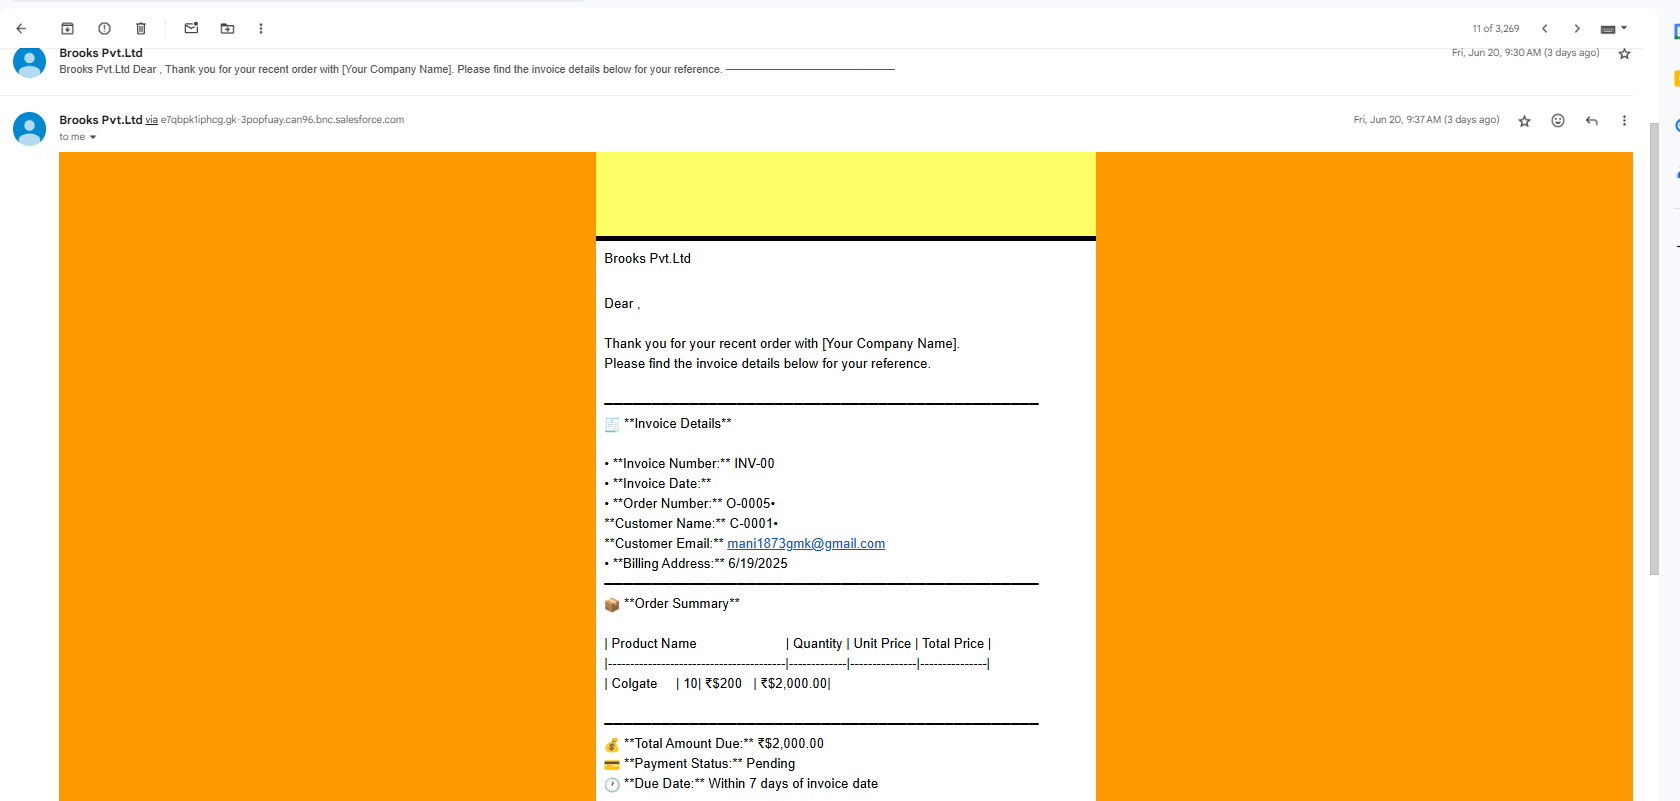 11 of 3,269
Brooks Pvt.Ltd
Fri, Jun 20, 9:30 AM (3 days ago)
Brooks Pvt.Ltd Dear , Thank you for your recent order with [Your Company Name]. Please find the invoice details below for your reference. ────────────────────
Brooks Pvt.Ltd via e7qbpk1iphcg.gk-3popfuay.can96.bnc.salesforce.com
Fri, Jun 20, 9:37 AM (3 days ago)
to me
Brooks Pvt.Ltd
Dear ,
Thank you for your recent order with [Your Company Name].
Please find the invoice details below for your reference.
🧾 **Invoice Details**
• **Invoice Number:** INV-00
• **Invoice Date:**
• **Order Number:** O-0005•
**Customer Name:** C-0001•
**Customer Email:** mani1873gmk@gmail.com
• **Billing Address:** 6/19/2025
📦 **Order Summary**
| Product Name | Quantity | Unit Price | Total Price |
|----------------------------------------|-------------|---------------|---------------|
| Colgate | 10| ₹$200 | ₹$2,000.00|
💰 **Total Amount Due:** ₹$2,000.00
💳 **Payment Status:** Pending
🕐 **Due Date:** Within 7 days of invoice date